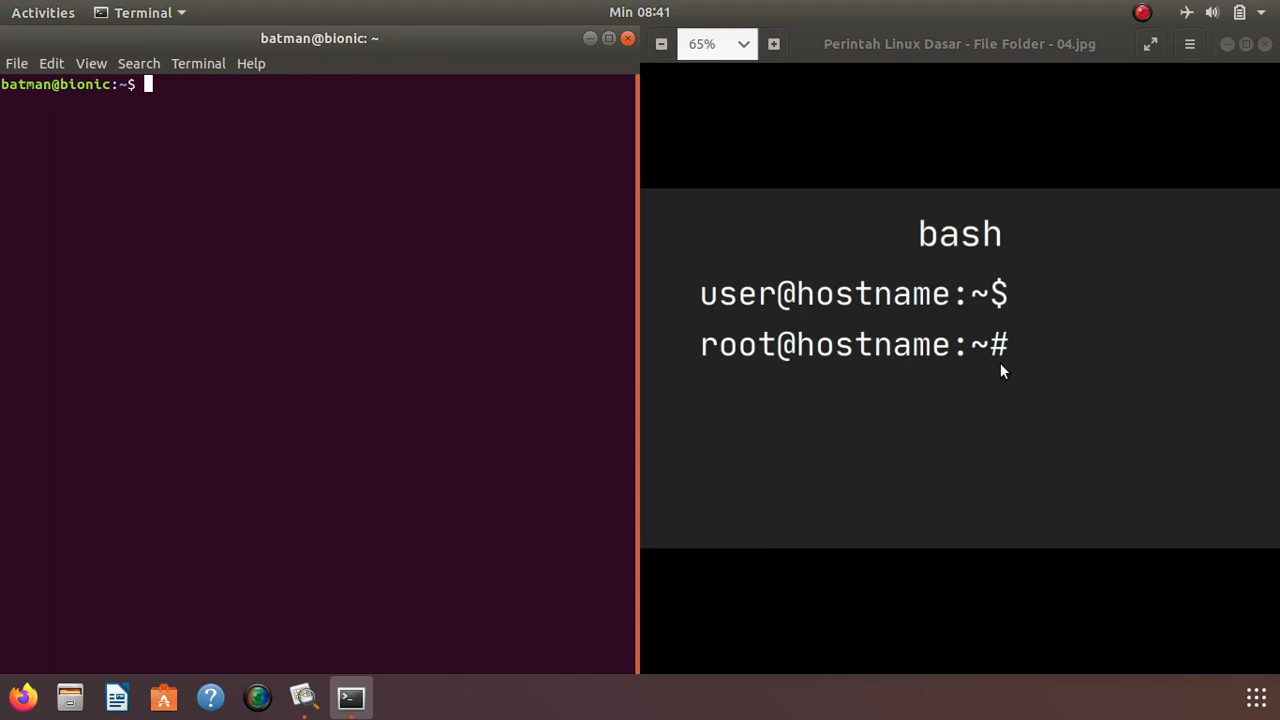 Activities Terminal Min 08:41
batman@bionic: ~
File Edit View Search Terminal Help
batman@bionic:~$
65% Perintah Linux Dasar - File Folder - 04.jpg
bash
user@hostname:~$
root@hostname:~#